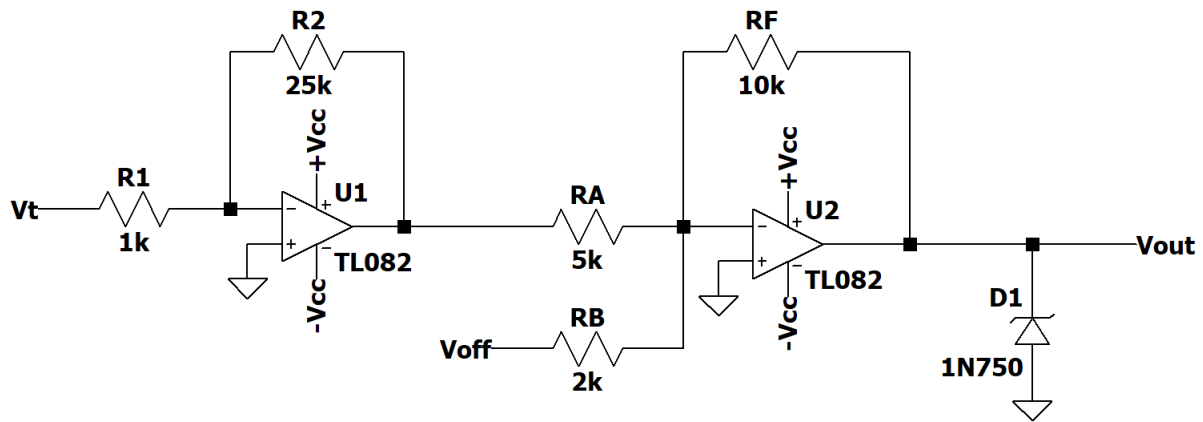 R2
25k
RF
10k
+Vcc
+Vcc
R1
1k
Vt
−
+
+
−
U1
TL082
-Vcc
RA
5k
−
+
+
−
U2
TL082
-Vcc
Vout
RB
2k
Voff
D1
1N750